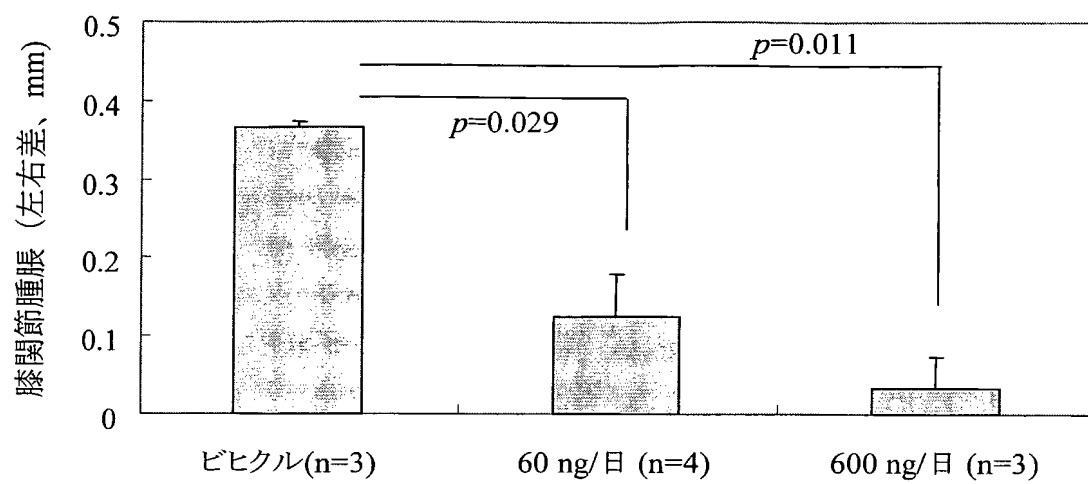 膝関節腫脹 (左右差、mm)
0.5
0.4
0.3
0.2
0.1
0
p=0.011
p=0.029
ビヒクル(n=3)
60 ng/日 (n=4)
600 ng/日 (n=3)